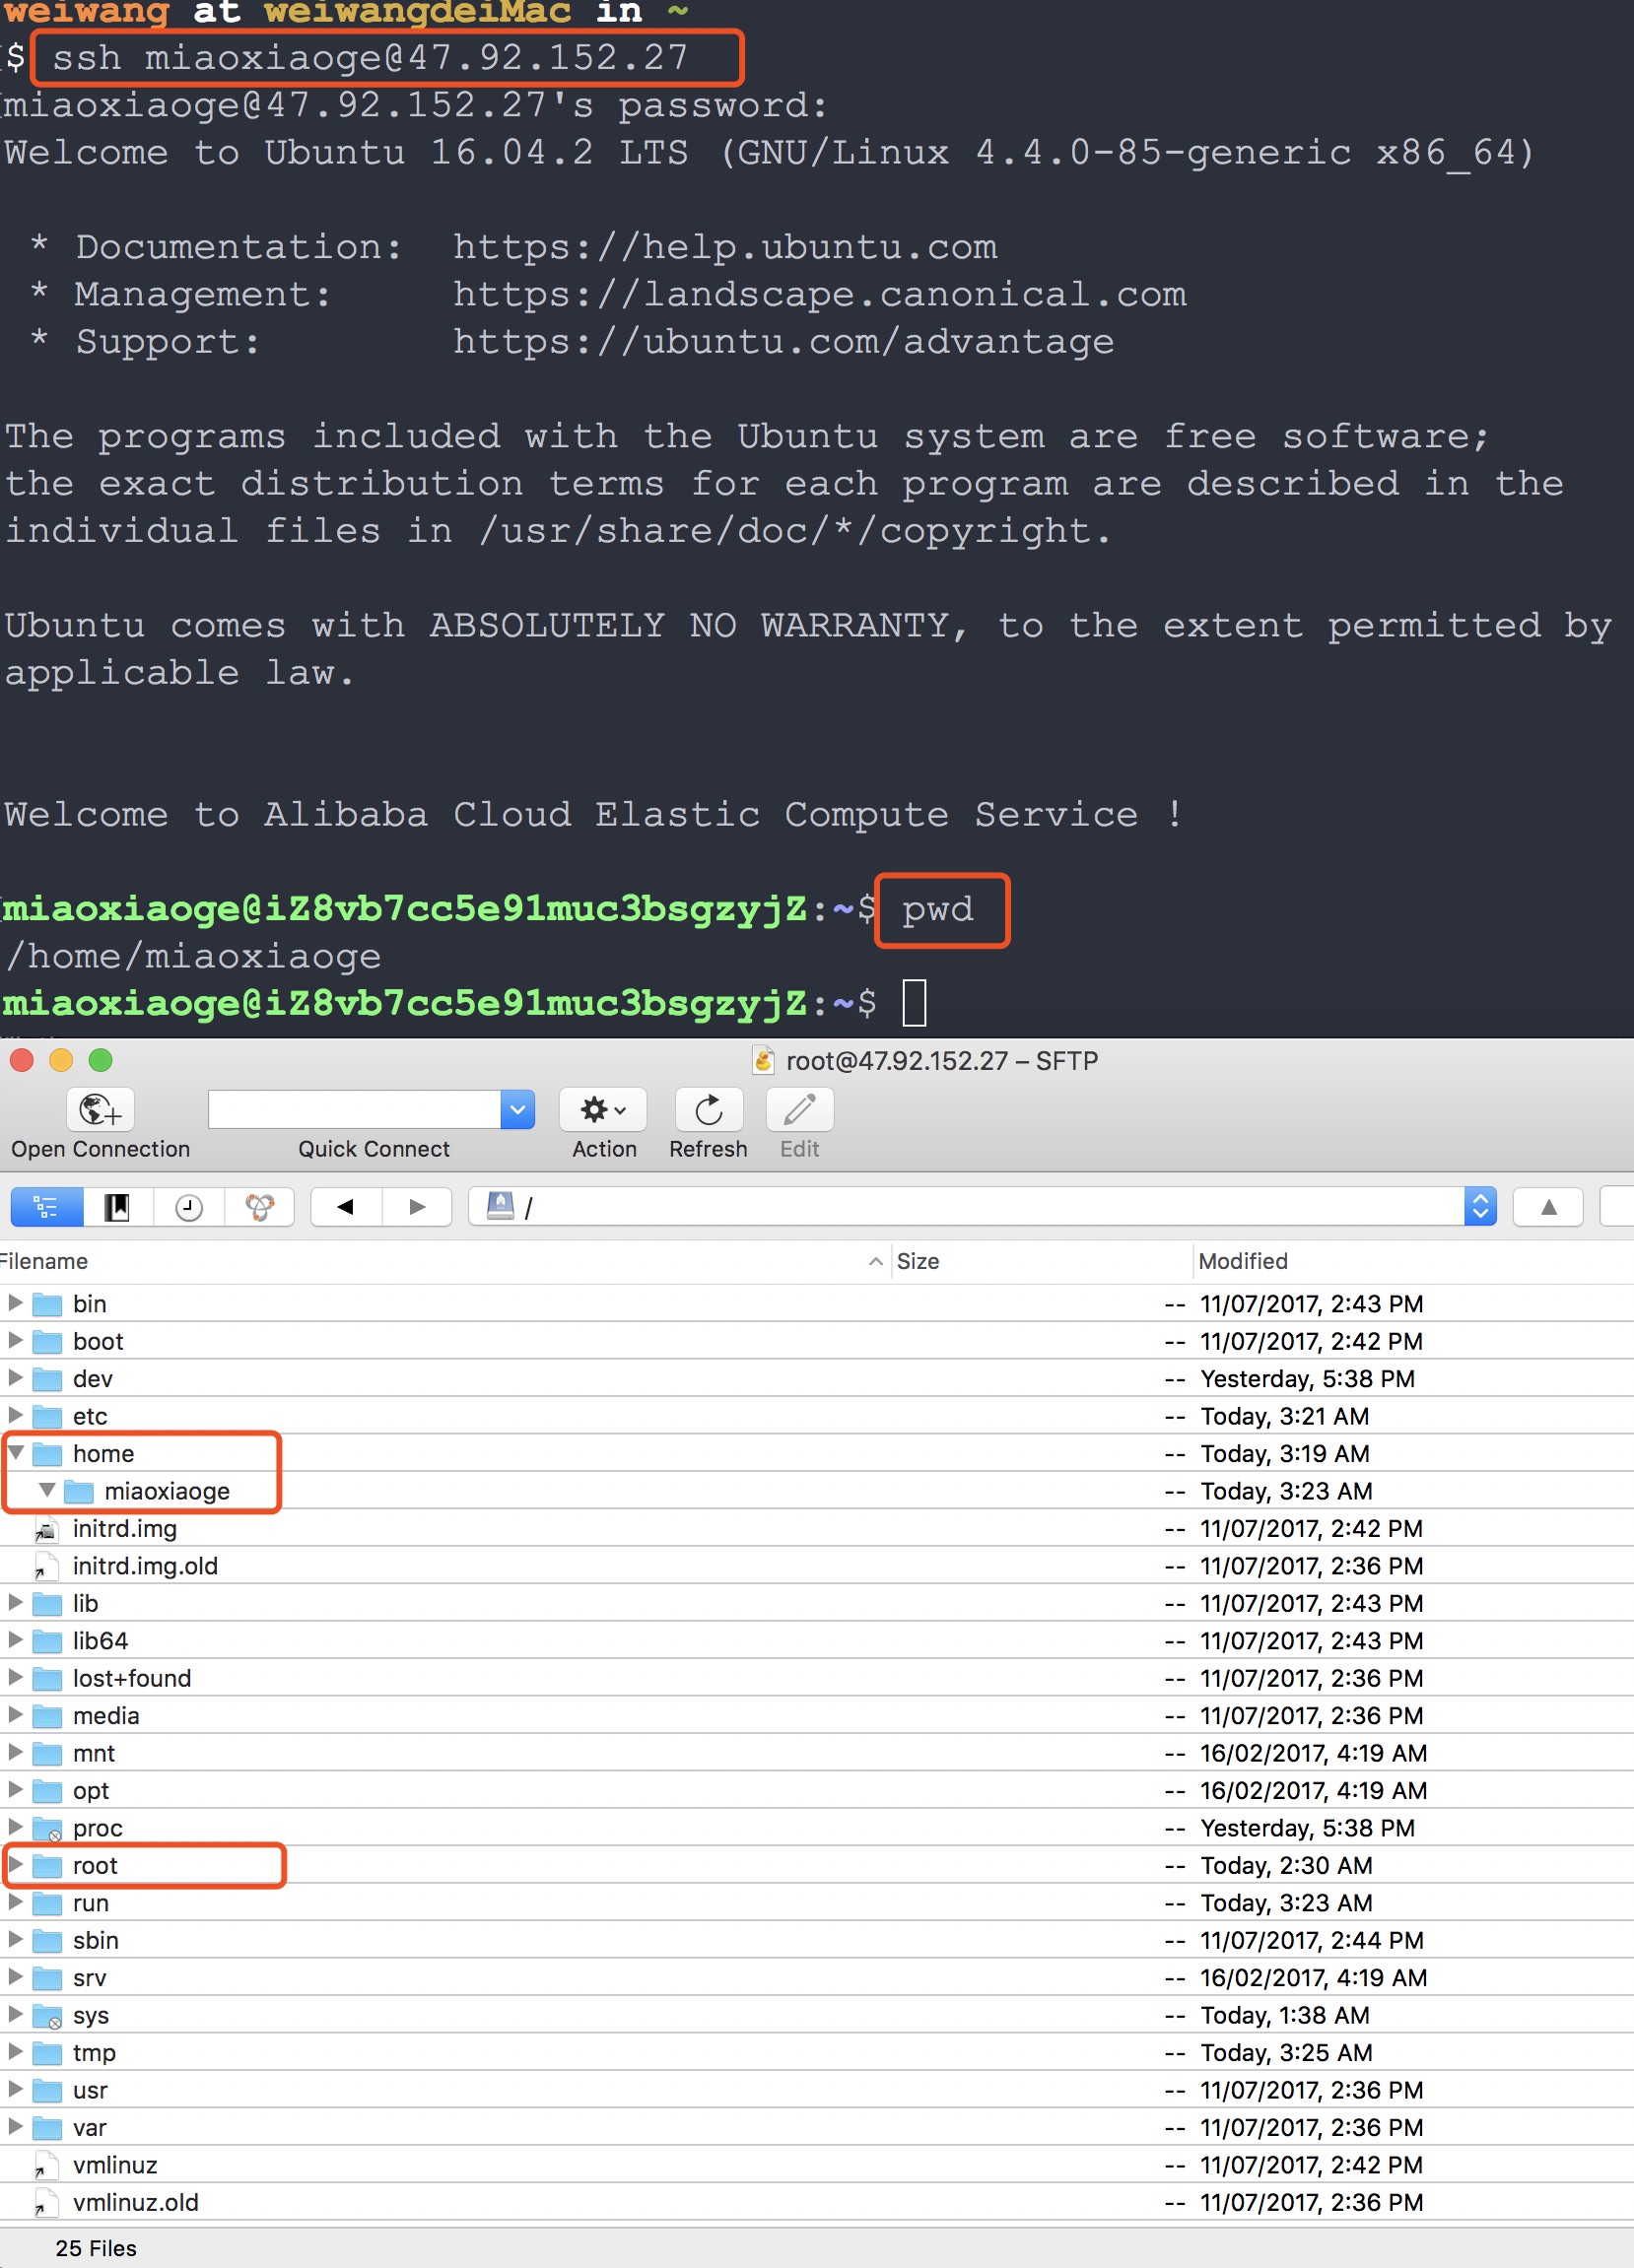 weiwang at weiwangdeiMac in ~
$ ssh miaoxiaoge@47.92.152.27
miaoxiaoge@47.92.152.27's password:
Welcome to Ubuntu 16.04.2 LTS (GNU/Linux 4.4.0-85-generic x86_64)
* Documentation: https://help.ubuntu.com
* Management: https://landscape.canonical.com
* Support: https://ubuntu.com/advantage
The programs included with the Ubuntu system are free software;
the exact distribution terms for each program are described in the
individual files in /usr/share/doc/*/copyright.
Ubuntu comes with ABSOLUTELY NO WARRANTY, to the extent permitted by
applicable law.
Welcome to Alibaba Cloud Elastic Compute Service !
miaoxiaoge@iZ8vb7cc5e91muc3bsgzyjZ:~$ pwd
/home/miaoxiaoge
miaoxiaoge@iZ8vb7cc5e91muc3bsgzyjZ:~$
root@47.92.152.27 – SFTP
Open Connection Quick Connect Action Refresh Edit
/
Filename Size Modified
bin -- 11/07/2017, 2:43 PM
boot -- 11/07/2017, 2:42 PM
dev -- Yesterday, 5:38 PM
etc -- Today, 3:21 AM
home -- Today, 3:19 AM
miaoxiaoge -- Today, 3:23 AM
initrd.img -- 11/07/2017, 2:42 PM
initrd.img.old -- 11/07/2017, 2:36 PM
lib -- 11/07/2017, 2:43 PM
lib64 -- 11/07/2017, 2:43 PM
lost+found -- 11/07/2017, 2:36 PM
media -- 11/07/2017, 2:36 PM
mnt -- 16/02/2017, 4:19 AM
opt -- 16/02/2017, 4:19 AM
proc -- Yesterday, 5:38 PM
root -- Today, 2:30 AM
run -- Today, 3:23 AM
sbin -- 11/07/2017, 2:44 PM
srv -- 16/02/2017, 4:19 AM
sys -- Today, 1:38 AM
tmp -- Today, 3:25 AM
usr -- 11/07/2017, 2:36 PM
var -- 11/07/2017, 2:36 PM
vmlinuz -- 11/07/2017, 2:42 PM
vmlinuz.old -- 11/07/2017, 2:36 PM
25 Files